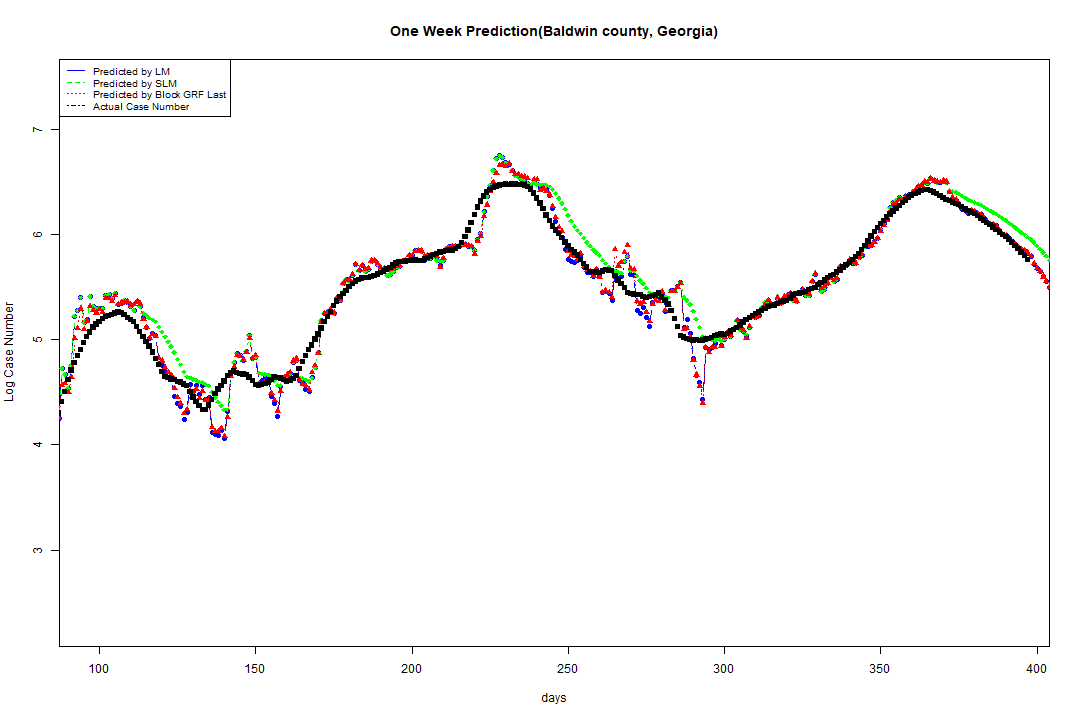 One Week Prediction(Baldwin county, Georgia)
Predicted by LM
Predicted by SLM
Predicted by Block GRF Last
Actual Case Number
7
6
5
4
3
Log Case Number
100 150 200 250 300 350 400
days